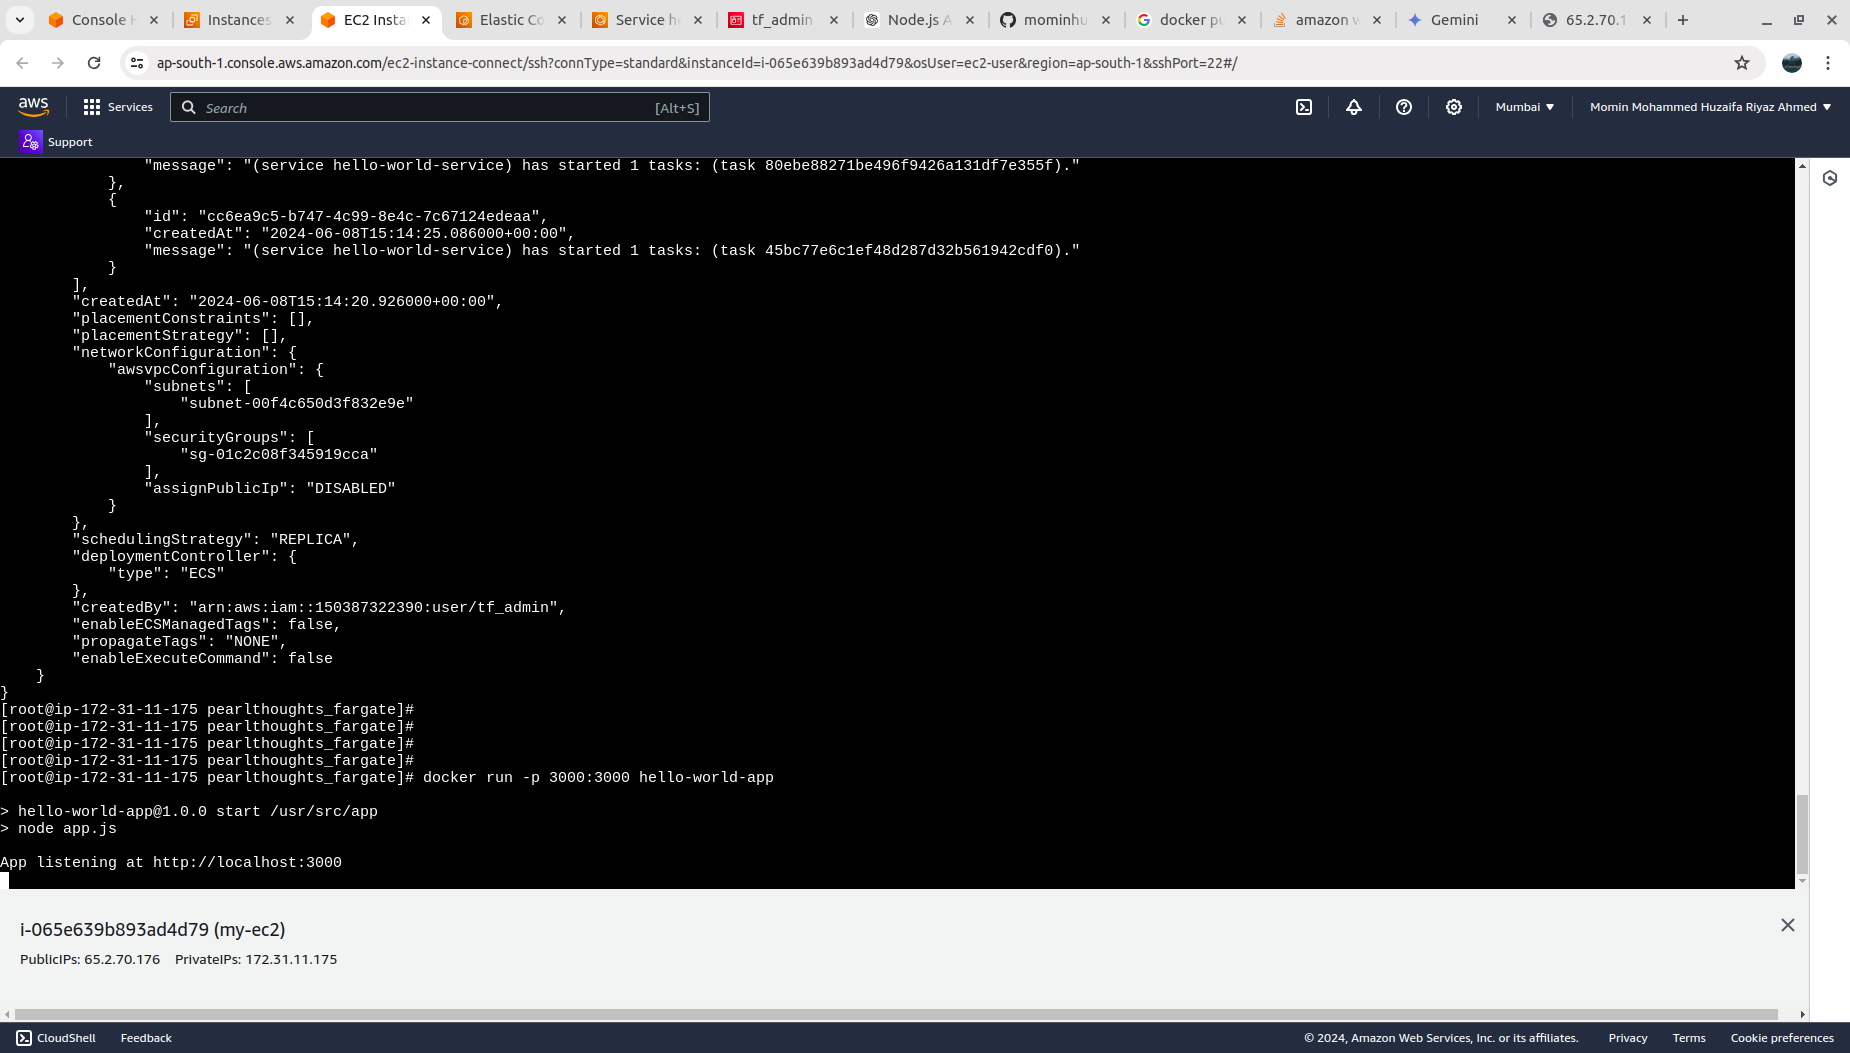 Console H
Instances
EC2 Insta
Elastic Co
Service he
tf_admin
Node.js A
mominhu
docker pu
amazon w
Gemini
65.2.70.1
ap-south-1.console.aws.amazon.com/ec2-instance-connect/ssh?connType=standard&instanceId=i-065e639b893ad4d79&osUser=ec2-user&region=ap-south-1&sshPort=22#/
aws
Services
Search
[Alt+S]
Mumbai
Momin Mohammed Huzaifa Riyaz Ahmed
Support
                "message": "(service hello-world-service) has started 1 tasks: (task 80ebe88271be496f9426a131df7e355f)."
            },
            {
                "id": "cc6ea9c5-b747-4c99-8e4c-7c67124edeaa",
                "createdAt": "2024-06-08T15:14:25.086000+00:00",
                "message": "(service hello-world-service) has started 1 tasks: (task 45bc77e6c1ef48d287d32b561942cdf0)."
            }
        ],
        "createdAt": "2024-06-08T15:14:20.926000+00:00",
        "placementConstraints": [],
        "placementStrategy": [],
        "networkConfiguration": {
            "awsvpcConfiguration": {
                "subnets": [
                    "subnet-00f4c650d3f832e9e"
                ],
                "securityGroups": [
                    "sg-01c2c08f345919cca"
                ],
                "assignPublicIp": "DISABLED"
            }
        },
        "schedulingStrategy": "REPLICA",
        "deploymentController": {
            "type": "ECS"
        },
        "createdBy": "arn:aws:iam::150387322390:user/tf_admin",
        "enableECSManagedTags": false,
        "propagateTags": "NONE",
        "enableExecuteCommand": false
    }
}
[root@ip-172-31-11-175 pearlthoughts_fargate]#
[root@ip-172-31-11-175 pearlthoughts_fargate]#
[root@ip-172-31-11-175 pearlthoughts_fargate]#
[root@ip-172-31-11-175 pearlthoughts_fargate]#
[root@ip-172-31-11-175 pearlthoughts_fargate]# docker run -p 3000:3000 hello-world-app
> hello-world-app@1.0.0 start /usr/src/app
> node app.js
App listening at http://localhost:3000
i-065e639b893ad4d79 (my-ec2)
PublicIPs: 65.2.70.176 PrivateIPs: 172.31.11.175
CloudShell
Feedback
© 2024, Amazon Web Services, Inc. or its affiliates.
Privacy
Terms
Cookie preferences